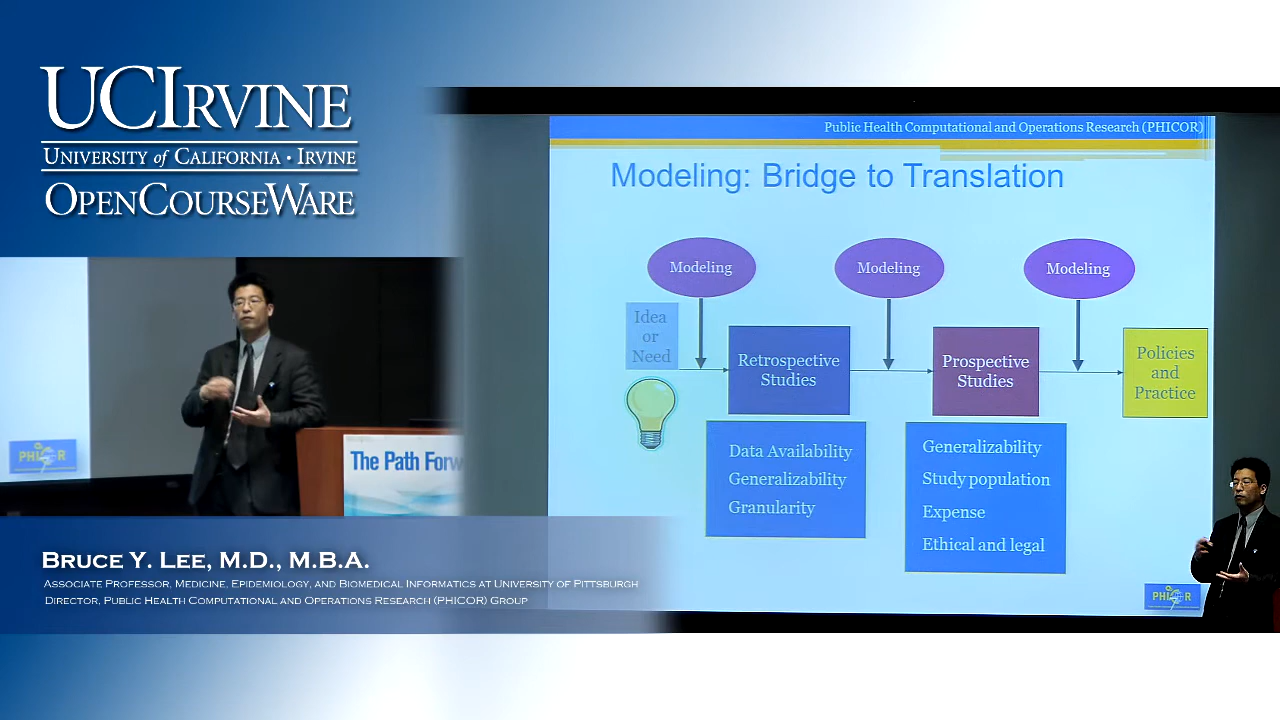 UCIRVINE
UNIVERSITY of CALIFORNIA · IRVINE
OPENCOURSEWARE
PHICOR
The Path Forw
BRUCE Y. LEE, M.D., M.B.A.
ASSOCIATE PROFESSOR, MEDICINE, EPIDEMIOLOGY, AND BIOMEDICAL INFORMATICS AT UNIVERSITY OF PITTSBURGH
DIRECTOR, PUBLIC HEALTH COMPUTATIONAL AND OPERATIONS RESEARCH (PHICOR) GROUP
Public Health Computational and Operations Research (PHICOR)
Modeling: Bridge to Translation
Modeling
Modeling
Modeling
Idea
or
Need
Retrospective
Studies
Prospective
Studies
Policies
and
Practice
Data Availability
Generalizability
Granularity
Generalizability
Study population
Expense
Ethical and legal
PHICOR